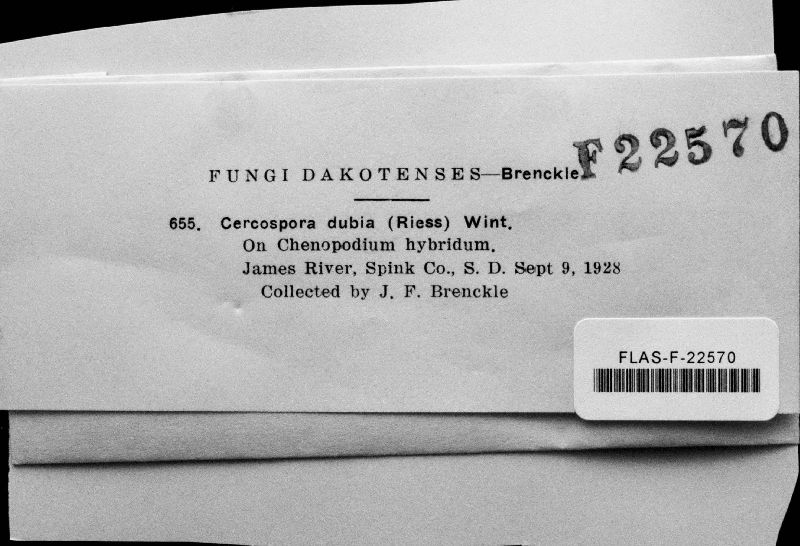 F22570
FUNGI DAKOTENSES—Brenckle.
655. Cercospora dubia (Riess) Wint.
On Chenopodium hybridum.
James River, Spink Co., S. D. Sept 9, 1928
Collected by J. F. Brenckle
FLAS-F-22570